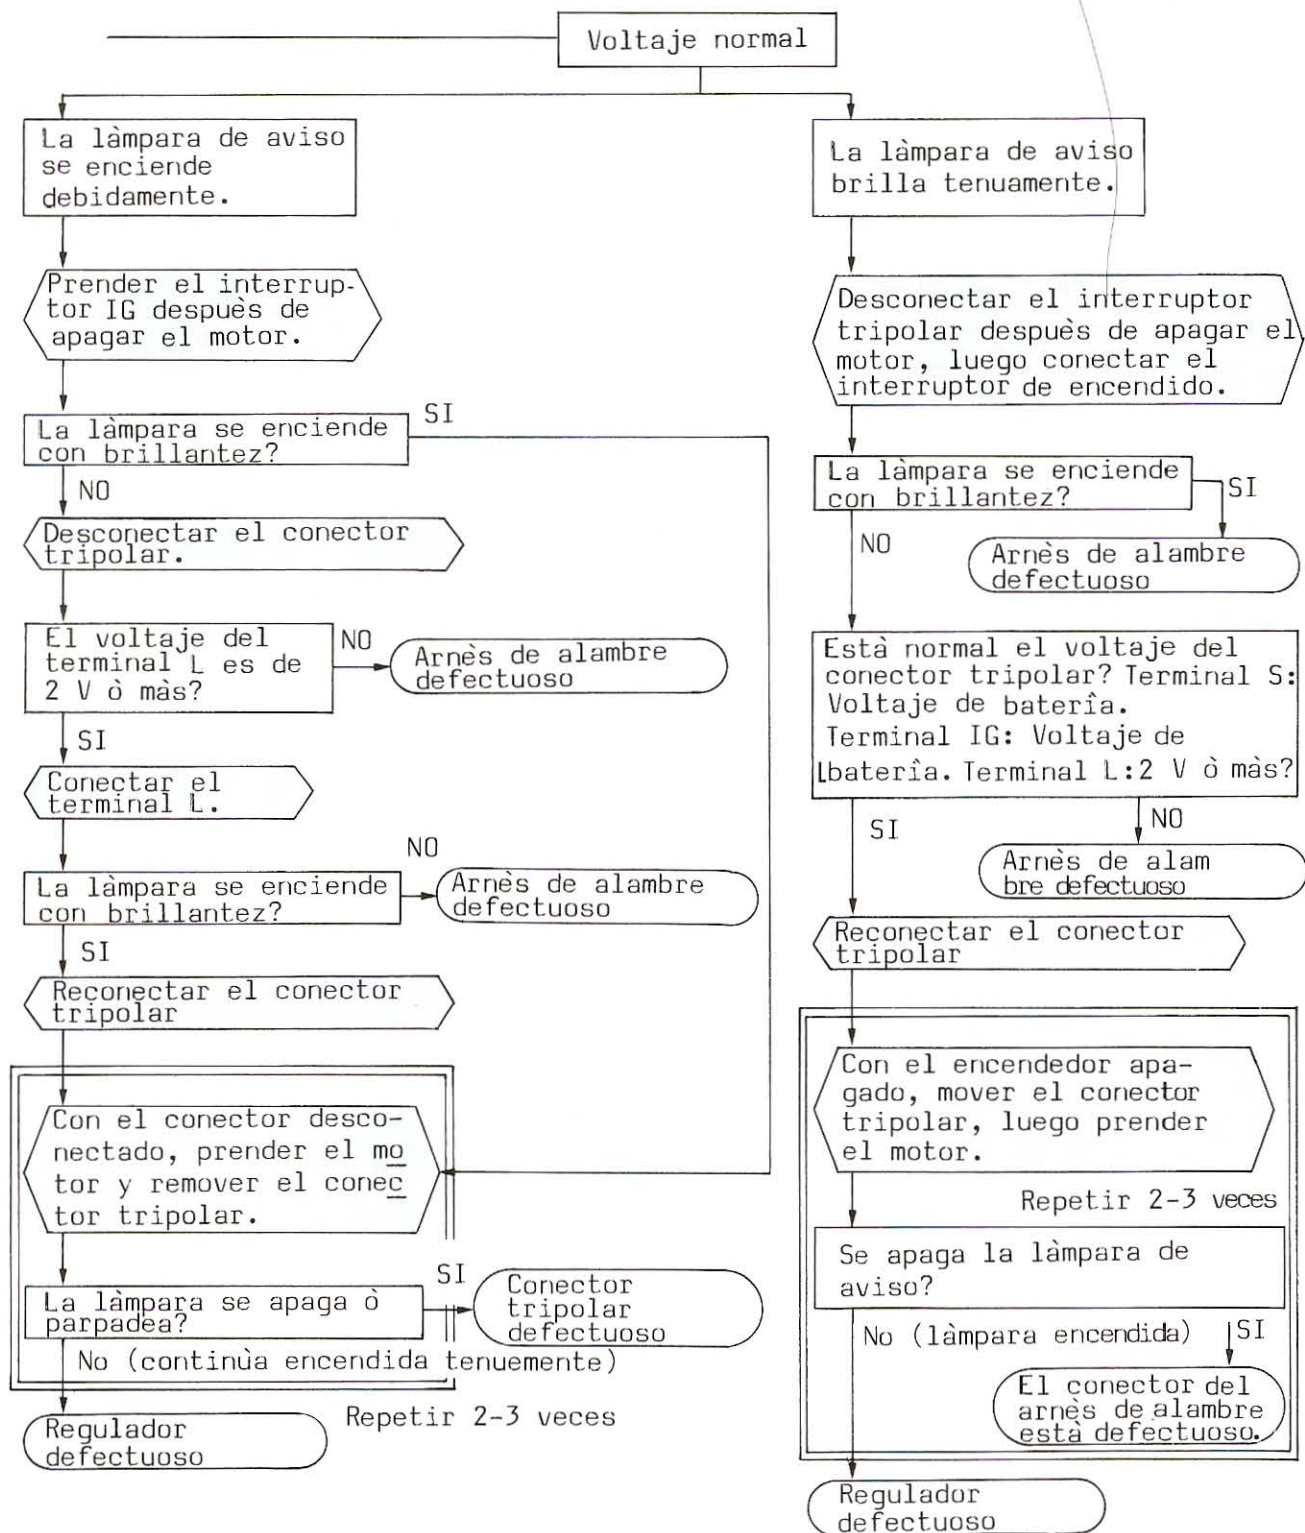 Voltaje normal
La làmpara de aviso
se enciende
debidamente.
Prender el interrup-
tor IG despuès de
apagar el motor.
La làmpara se enciende
con brillantez?
SI
NO
Desconectar el conector
tripolar.
El voltaje del
terminal L es de
2 V ò màs?
NO
Arnès de alambre
defectuoso
SI
Conectar el
terminal L.
La làmpara se enciende
con brillantez?
NO
Arnès de alambre
defectuoso
SI
Reconectar el conector
tripolar
Con el conector desco-
nectado, prender el mo
tor y remover el conec
tor tripolar.
La làmpara se apaga ò
parpadea?
SI
Conector
tripolar
defectuoso
No (continùa encendida tenuemente)
Repetir 2-3 veces
Regulador
defectuoso
La làmpara de aviso
brilla tenuamente.
Desconectar el interruptor
tripolar despuès de apagar el
motor, luego conectar el
interruptor de encendido.
La làmpara se enciende
con brillantez?
SI
NO
Arnès de alambre
defectuoso
Està normal el voltaje del
conector tripolar? Terminal S:
Voltaje de baterîa.
Terminal IG: Voltaje de
Lbaterîa. Terminal L:2 V ò màs?
SI
NO
Arnès de alam
bre defectuoso
Reconectar el conector
tripolar
Con el encendedor apa-
gado, mover el conector
tripolar, luego prender
el motor.
Repetir 2-3 veces
Se apaga la làmpara de
aviso?
No (làmpara encendida)
SI
El conector del
arnès de alambre
està defectuoso.
Regulador
defectuoso